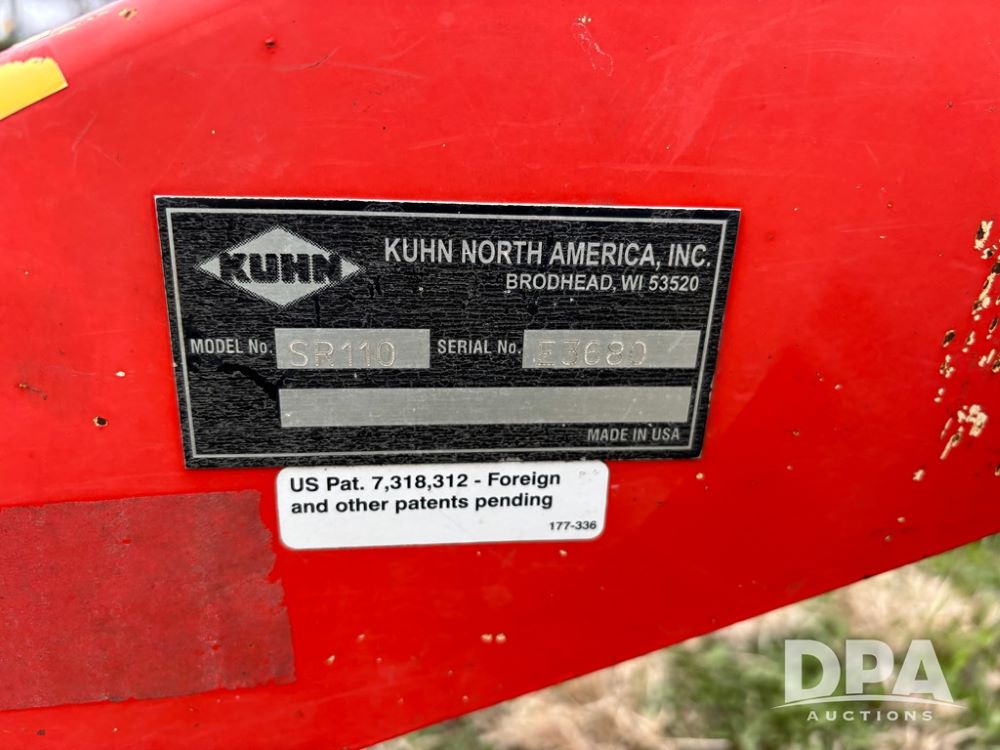 KUHN
KUHN NORTH AMERICA, INC.
BRODHEAD, WI 53520
MODEL No. SR110 SERIAL No. E3680
MADE IN USA
US Pat. 7,318,312 - Foreign
and other patents pending
177-336
DPA
AUCTIONS